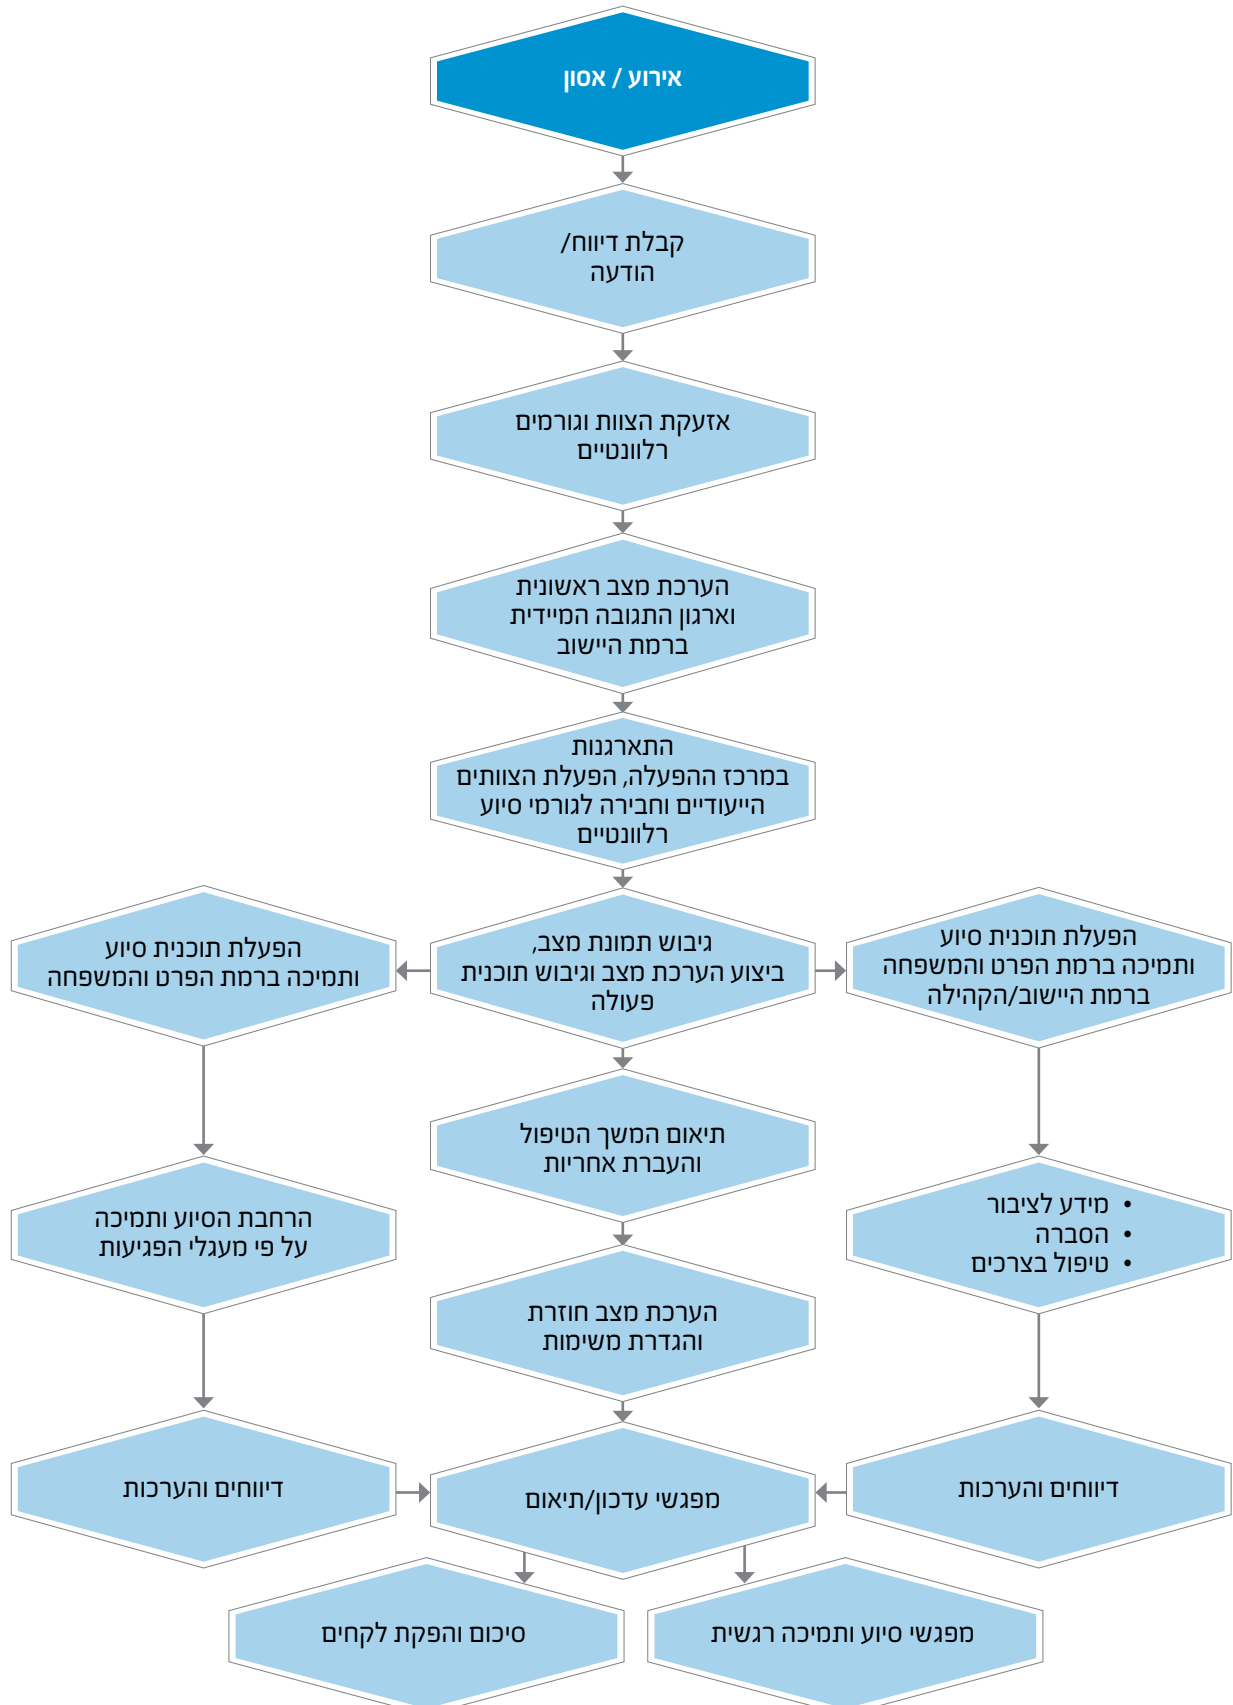 אירוע / אסון
קבלת דיווח/
הודעה
אזעקת הצוות וגורמים
רלוונטיים
הערכת מצב ראשונית
וארגון התגובה המיידית
ברמת היישוב
התארגנות
במרכז ההפעלה, הפעלת הצוותים
הייעודיים וחבירה לגורמי סיוע
רלוונטיים
הפעלת תוכנית סיוע
ותמיכה ברמת הפרט והמשפחה
ברמת היישוב/הקהילה
גיבוש תמונת מצב,
ביצוע הערכת מצב וגיבוש תוכנית
פעולה
הפעלת תוכנית סיוע
ותמיכה ברמת הפרט והמשפחה
• מידע לציבור
• הסברה
• טיפול בצרכים
תיאום המשך הטיפול
והעברת אחריות
הרחבת הסיוע ותמיכה
על פי מעגלי הפגיעות
הערכת מצב חוזרת
והגדרת משימות
דיווחים והערכות
מפגשי עדכון/תיאום
דיווחים והערכות
מפגשי סיוע ותמיכה רגשית
סיכום והפקת לקחים